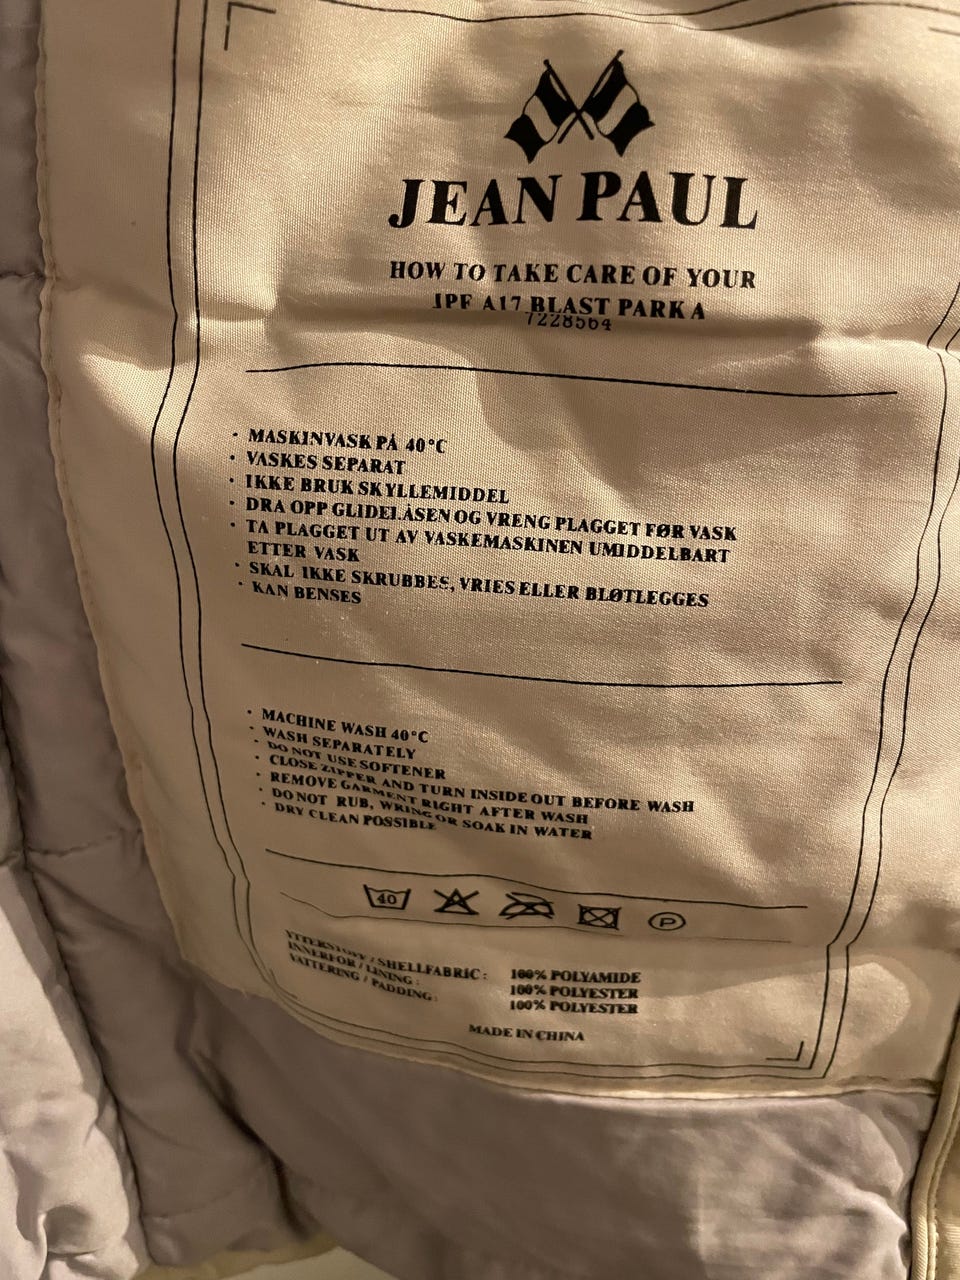 JEAN PAUL
HOW TO TAKE CARE OF YOUR
JPF A17 BLAST PARKA
7228564
· MASKINVASK PÅ 40°C
· VASKES SEPARAT
· IKKE BRUK SKYLLEMIDDEL
· DRA OPP GLIDELÅSEN OG VRENG PLAGGET FØR VASK
· TA PLAGGET UT AV VASKEMASKINEN UMIDDELBART
ETTER VASK
· SKAL IKKE SKRUBBES, VRIES ELLER BLØTLEGGES
· KAN BENSES
· MACHINE WASH 40°C
· WASH SEPARATELY
· DO NOT USE SOFTENER
· CLOSE ZIPPER AND TURN INSIDE OUT BEFORE WASH
· REMOVE GARMENT RIGHT AFTER WASH
· DO NOT RUB, WRING OR SOAK IN WATER
· DRY CLEAN POSSIBLE
40 P
YTTERSTOFF / SHELLFABRIC: 100% POLYAMIDE
INNERFOR / LINING: 100% POLYESTER
VATTERING / PADDING: 100% POLYESTER
MADE IN CHINA